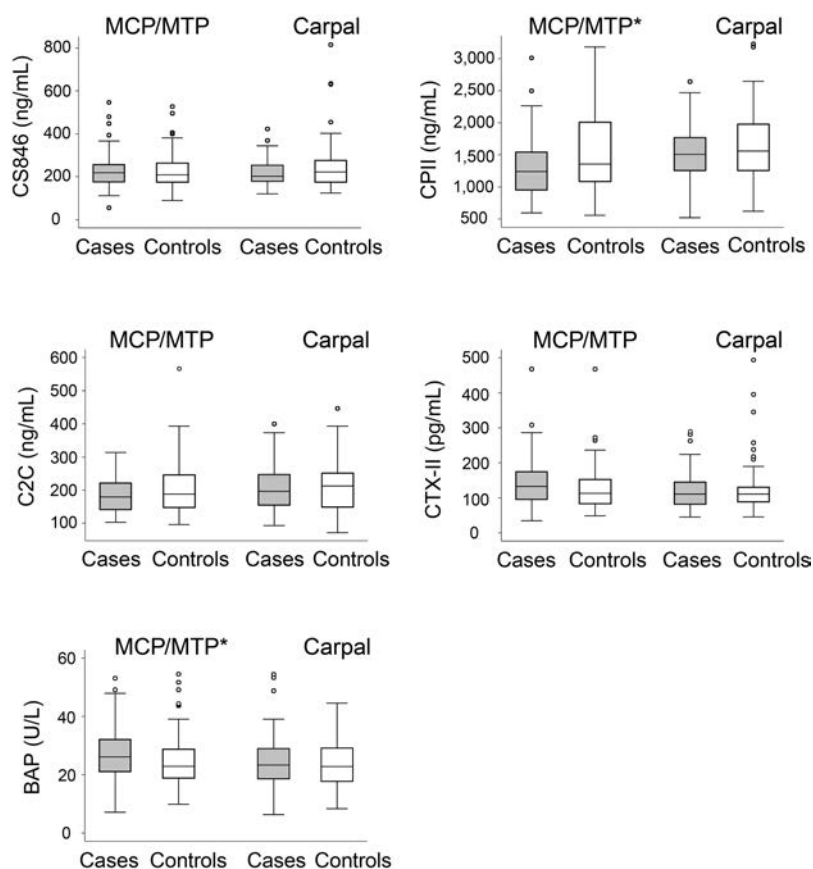 MCP/MTP Carpal
CS846 (ng/mL)
800
600
400
200
0
Cases Controls Cases Controls
MCP/MTP* Carpal
CPII (ng/mL)
3,000
2,500
2,000
1,500
1,000
500
Cases Controls Cases Controls
MCP/MTP Carpal
C2C (ng/mL)
600
500
400
300
200
100
Cases Controls Cases Controls
MCP/MTP Carpal
CTX-II (pg/mL)
500
400
300
200
100
0
Cases Controls Cases Controls
MCP/MTP* Carpal
BAP (U/L)
60
40
20
0
Cases Controls Cases Controls